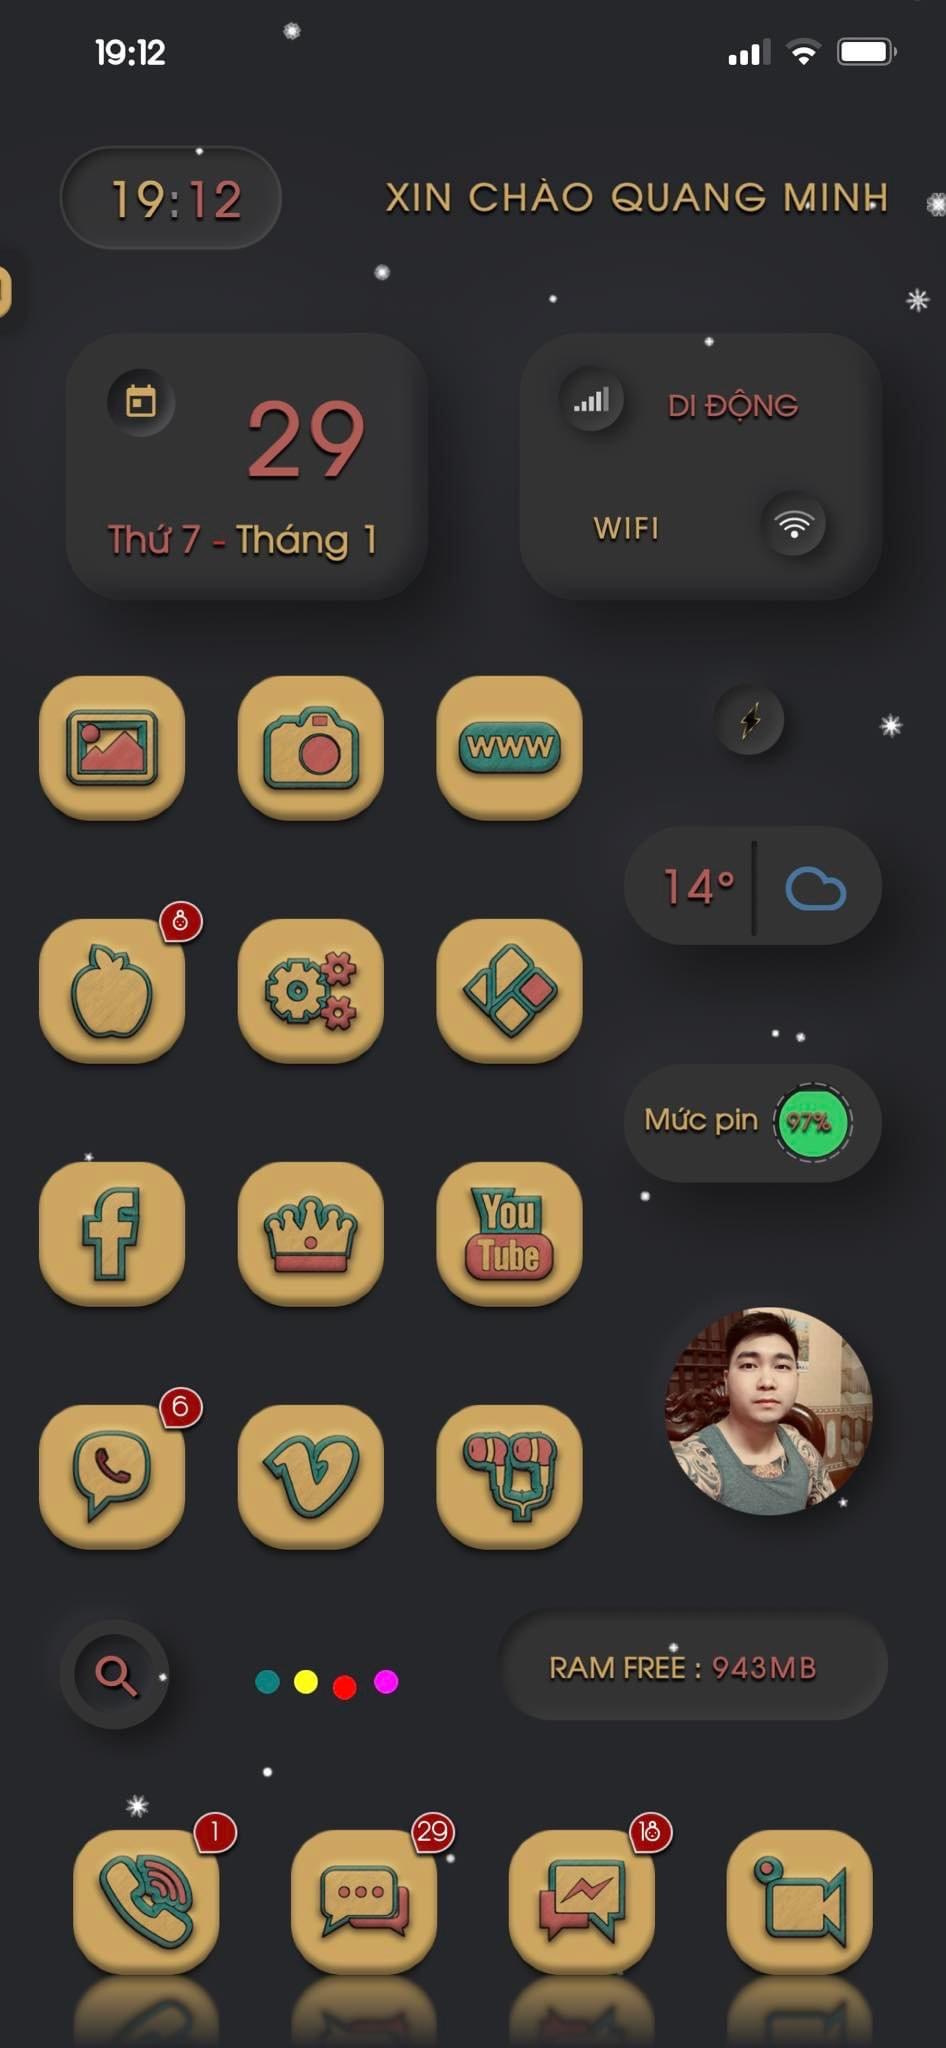 19:12
19:12
XIN CHÀO QUANG MINH
29
Thứ 7 - Tháng 1
DI ĐỘNG
WIFI
WWW
14°
8
Mức pin 97%
You
Tube
6
RAM FREE : 943MB
1
29
18